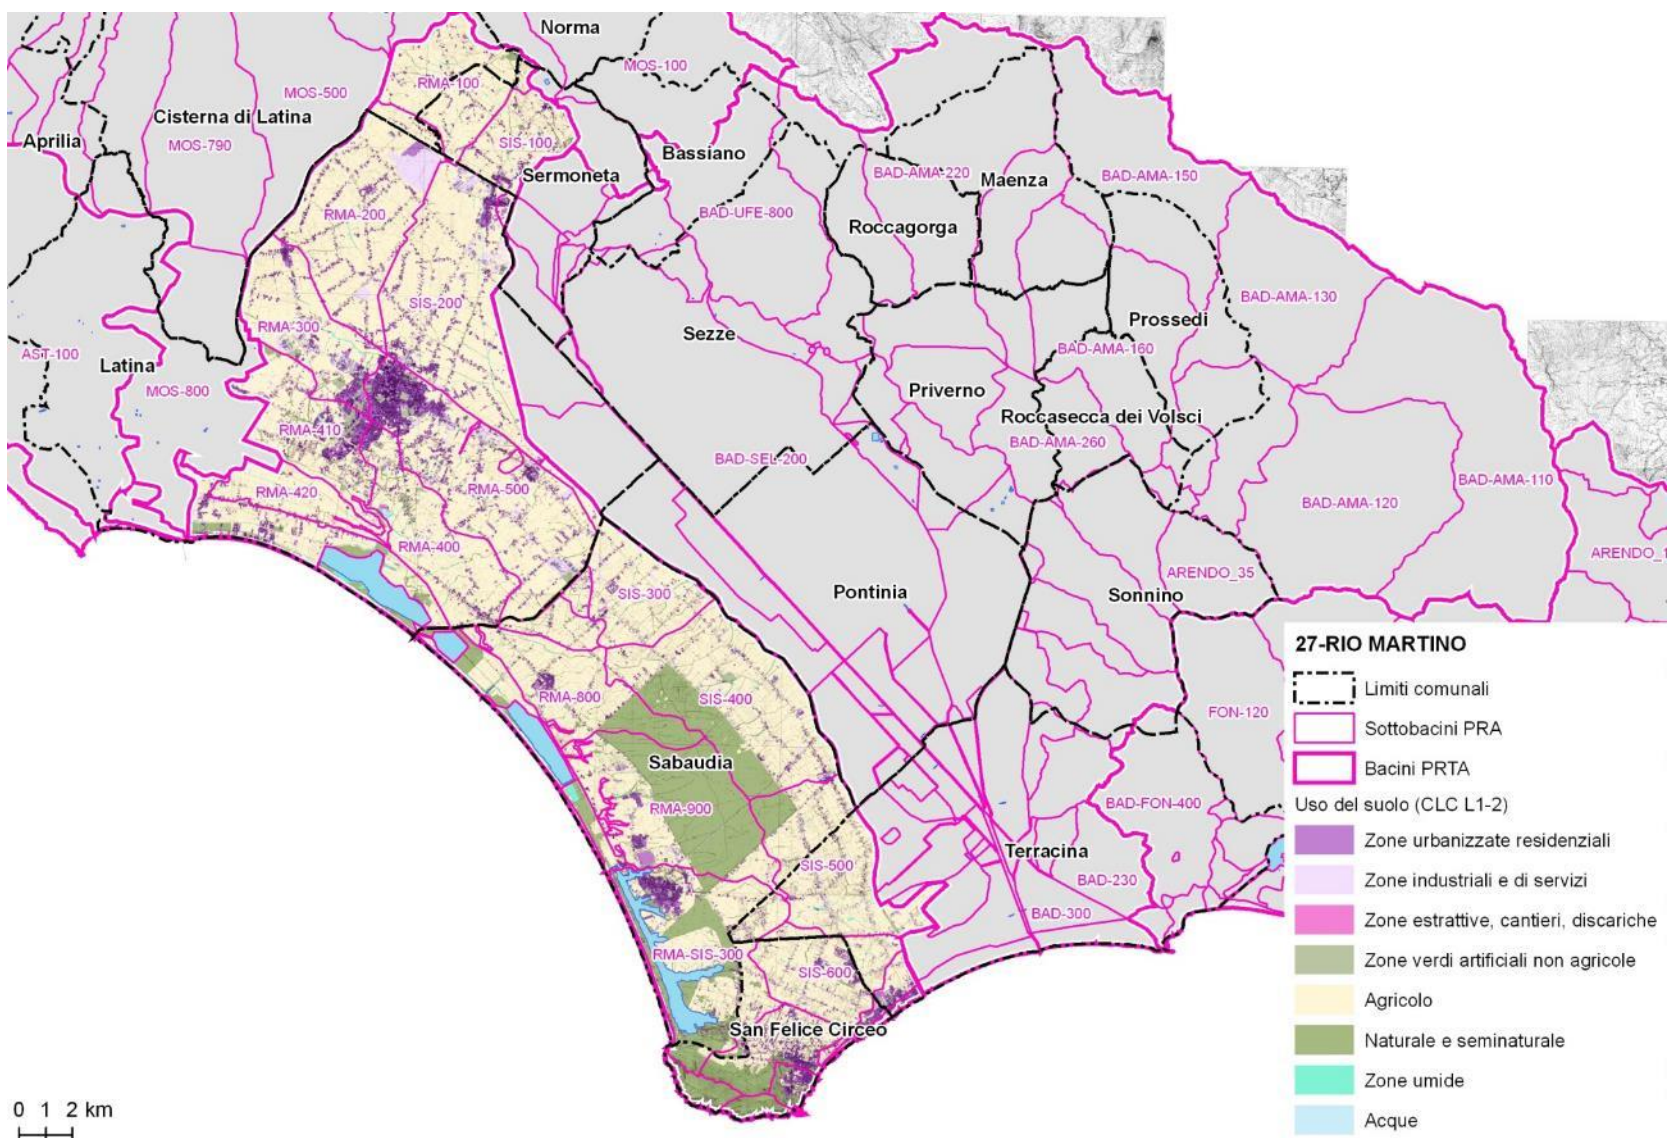 Norma
MOS-100
RMA-100
MOS-500
Cisterna di Latina
Aprilia
MOS-790
SIS-100
Bassiano
Sermoneta
BAD-AMA-220
Maenza
BAD-AMA-150
RMA-200
BAD-UFE-800
Roccagorga
SIS-200
BAD-AMA-130
RMA-300
Sezze
Prossedi
AST-100
Latina
BAD-AMA-160
MOS-800
Priverno
Roccasecca dei Volsci
RMA-410
BAD-AMA-260
BAD-SEL-200
RMA-420
RMA-500
BAD-AMA-110
BAD-AMA-120
RMA-400
ARENDO_1
ARENDO_35
SIS-300
Pontinia
Sonnino
RMA-800
SIS-400
FON-120
Sabaudia
RMA-900
BAD-FON-400
Terracina
SIS-500
BAD-230
BAD-300
RMA-SIS-300
SIS-600
San Felice Circeo
27-RIO MARTINO
Limiti comunali
Sottobacini PRA
Bacini PRTA
Uso del suolo (CLC L1-2)
Zone urbanizzate residenziali
Zone industriali e di servizi
Zone estrattive, cantieri, discariche
Zone verdi artificiali non agricole
Agricolo
Naturale e seminaturale
Zone umide
Acque
0 1 2 km